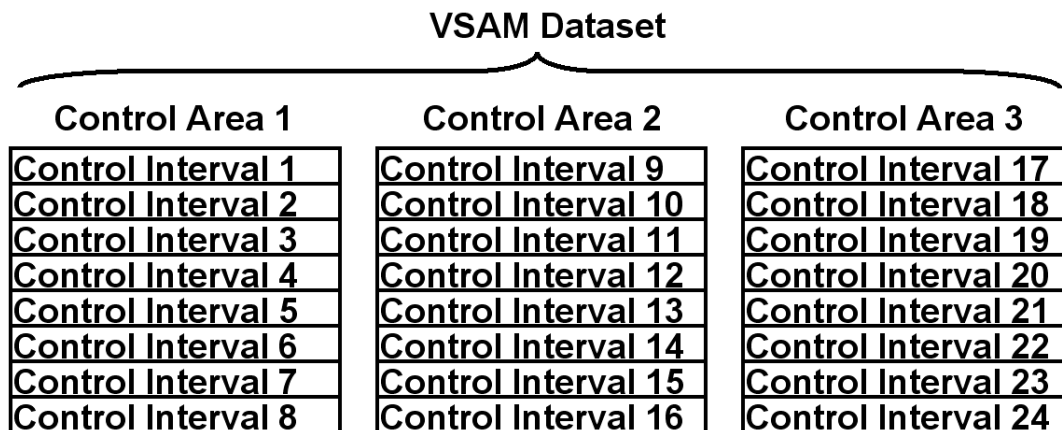 VSAM Dataset
Control Area 1
Control Interval 1
Control Interval 2
Control Interval 3
Control Interval 4
Control Interval 5
Control Interval 6
Control Interval 7
Control Interval 8
Control Area 2
Control Interval 9
Control Interval 10
Control Interval 11
Control Interval 12
Control Interval 13
Control Interval 14
Control Interval 15
Control Interval 16
Control Area 3
Control Interval 17
Control Interval 18
Control Interval 19
Control Interval 20
Control Interval 21
Control Interval 22
Control Interval 23
Control Interval 24